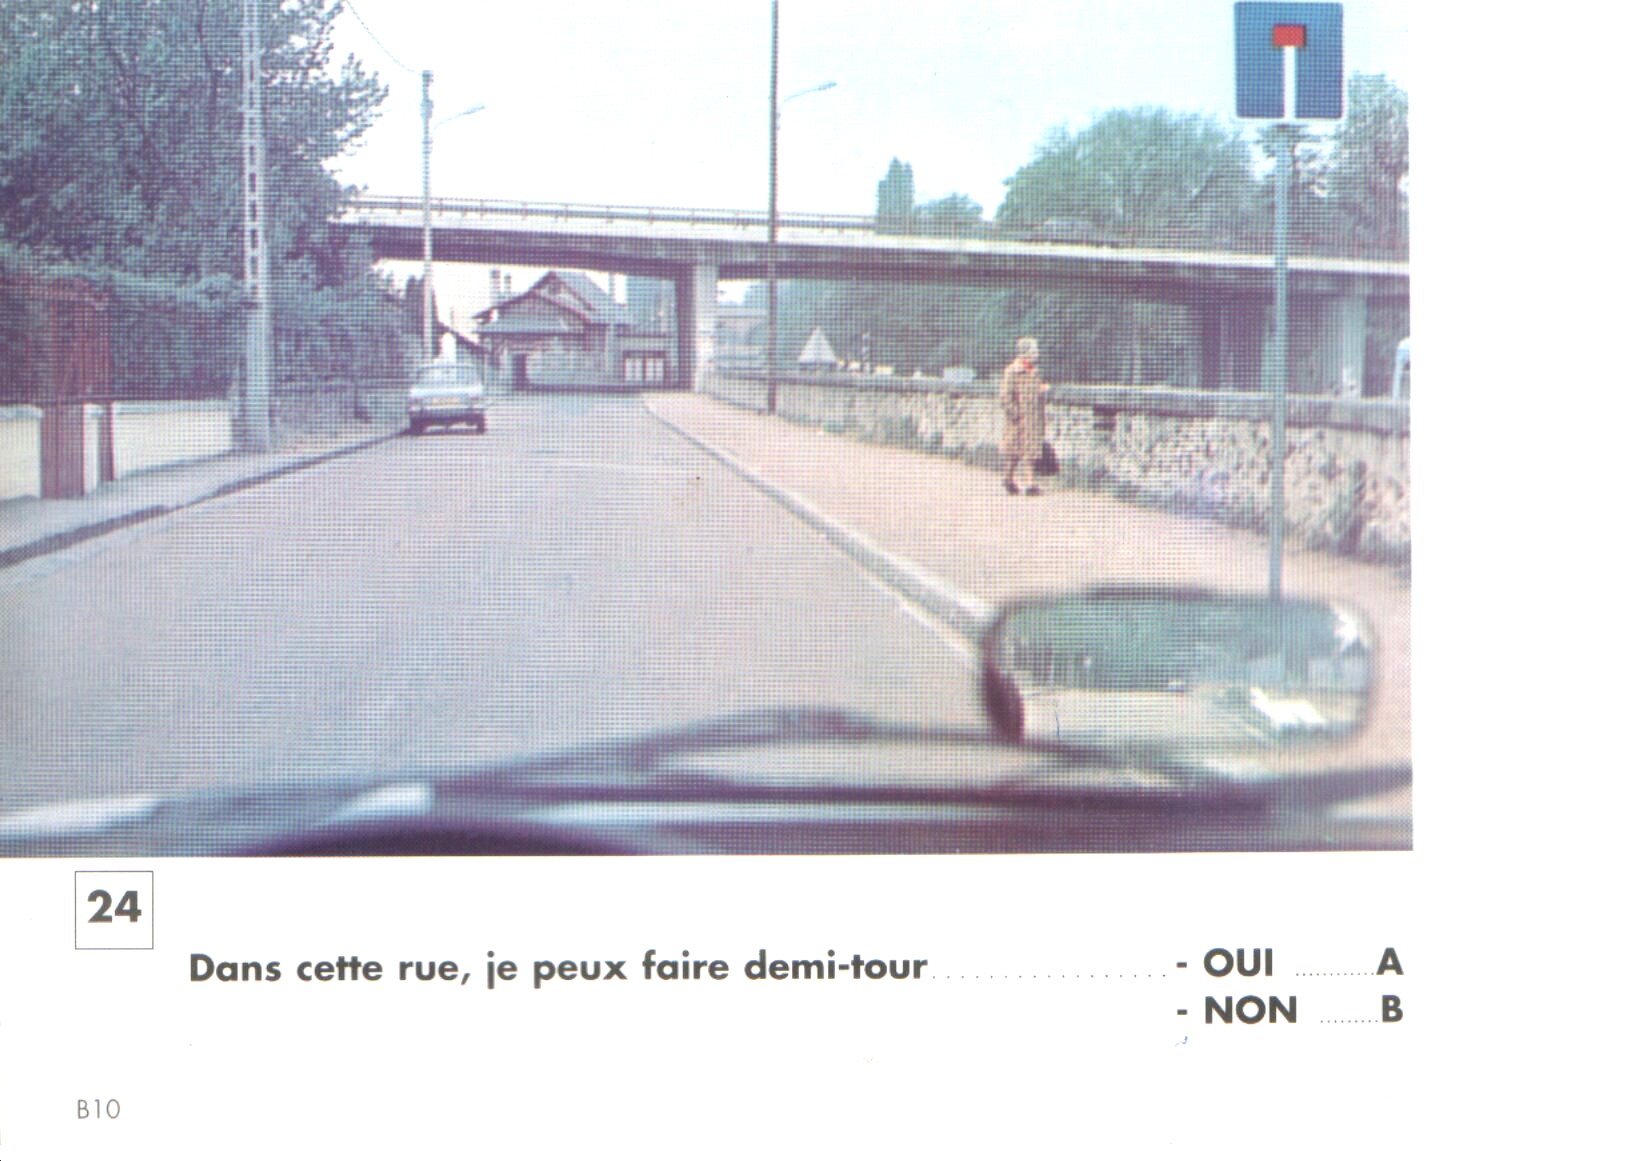 24
Dans cette rue, je peux faire demi-tour ................ - OUI ........... A
- NON ......... B
B10